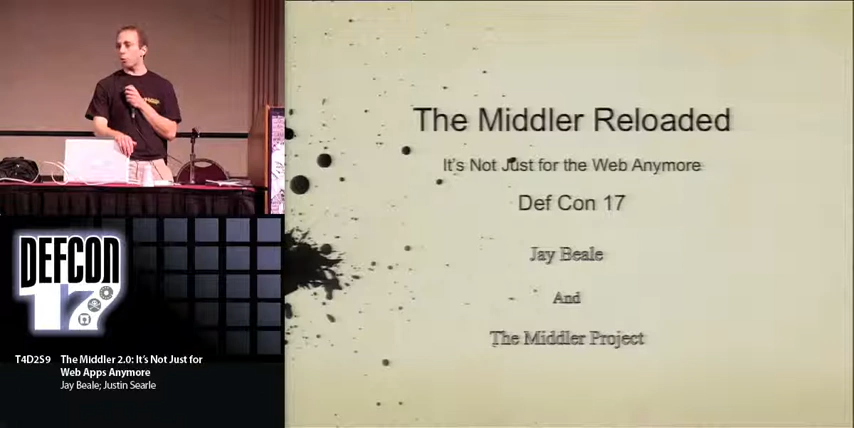 The Middler Reloaded
It's Not Just for the Web Anymore
Def Con 17
Jay Beale
And
The Middler Project
DEFCON
17
T4D2S9
The Middler 2.0: It's Not Just for
Web Apps Anymore
Jay Beale; Justin Searle